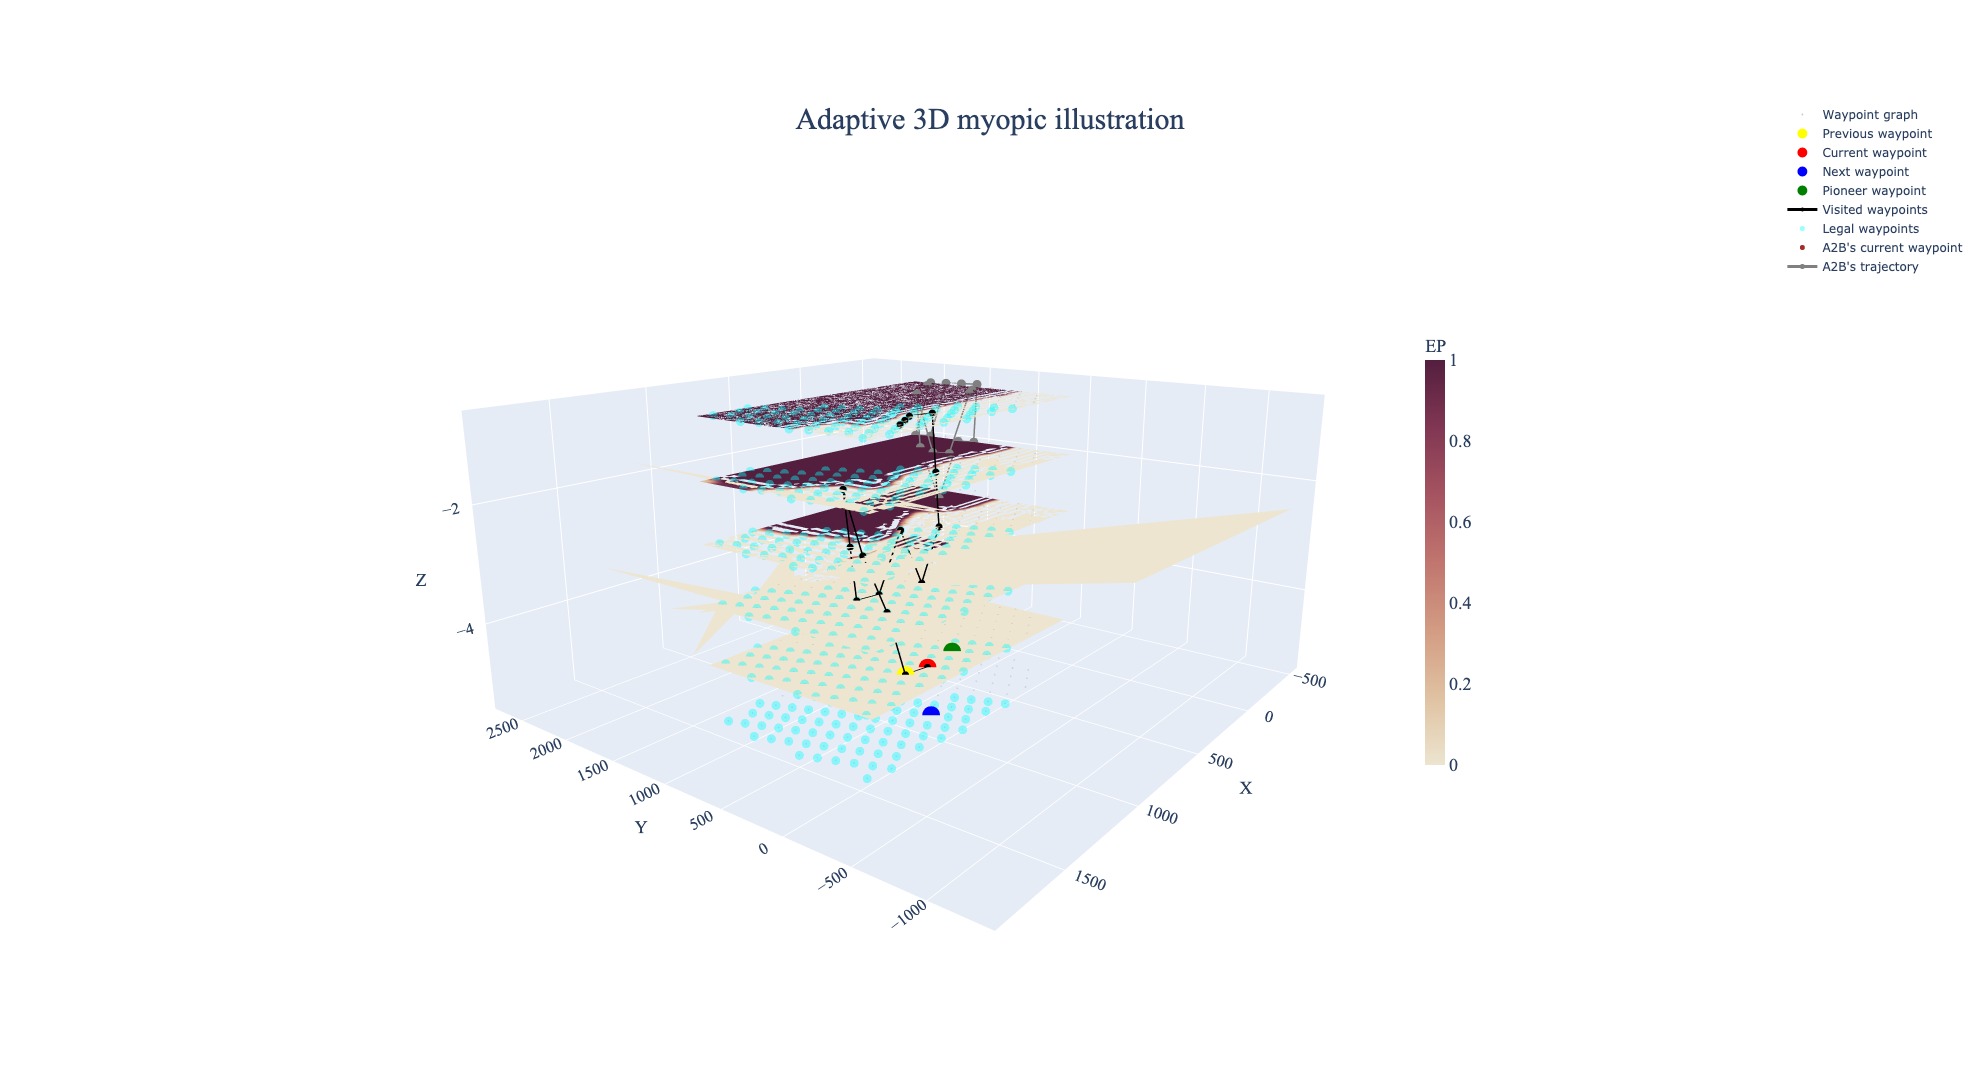 Adaptive 3D myopic illustration
Waypoint graph
Previous waypoint
Current waypoint
Next waypoint
Pioneer waypoint
Visited waypoints
Legal waypoints
A2B's current waypoint
A2B's trajectory
EP
1
0.8
0.6
0.4
0.2
0
Z
−2
−4
Y
2500
2000
1500
1000
500
0
−500
−1000
X
−500
0
500
1000
1500